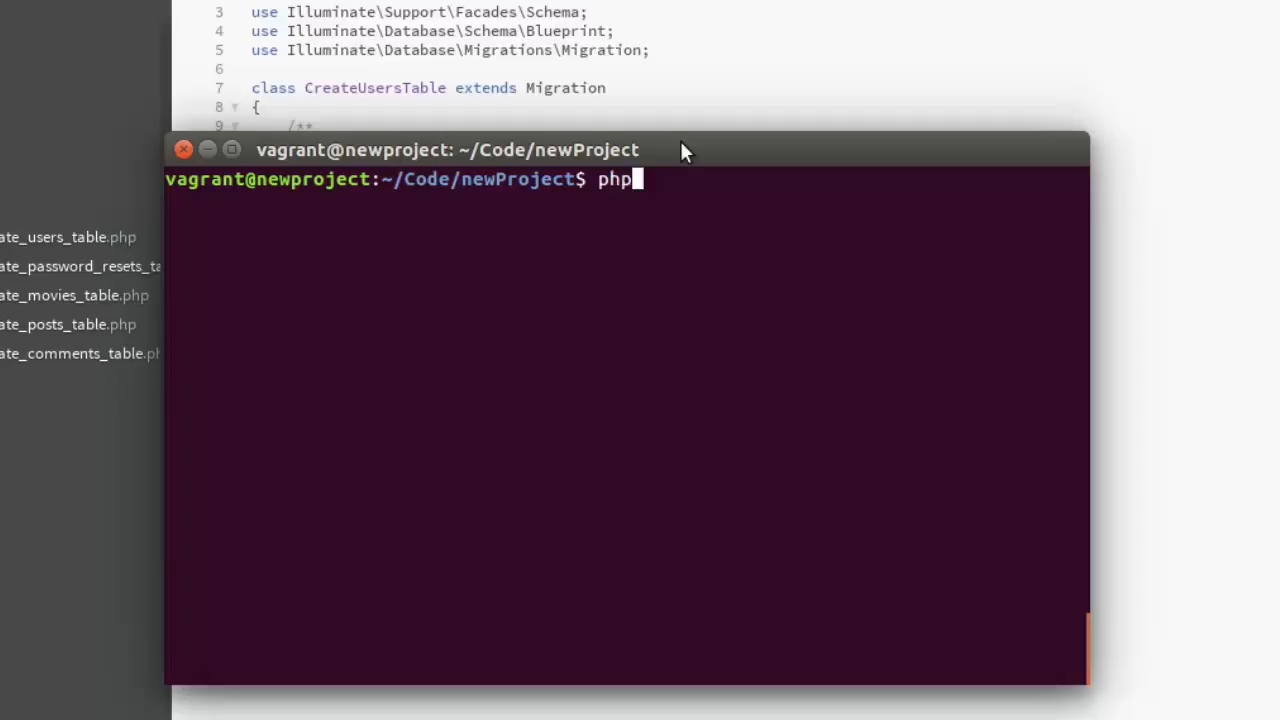 3 use Illuminate\Support\Facades\Schema;
4 use Illuminate\Database\Schema\Blueprint;
5 use Illuminate\Database\Migrations\Migration;
6
7 class CreateUsersTable extends Migration
8 {
9 /**
vagrant@newproject: ~/Code/newProject
vagrant@newproject:~/Code/newProject$ php
ate_users_table.php
ate_password_resets_ta
ate_movies_table.php
ate_posts_table.php
ate_comments_table.ph